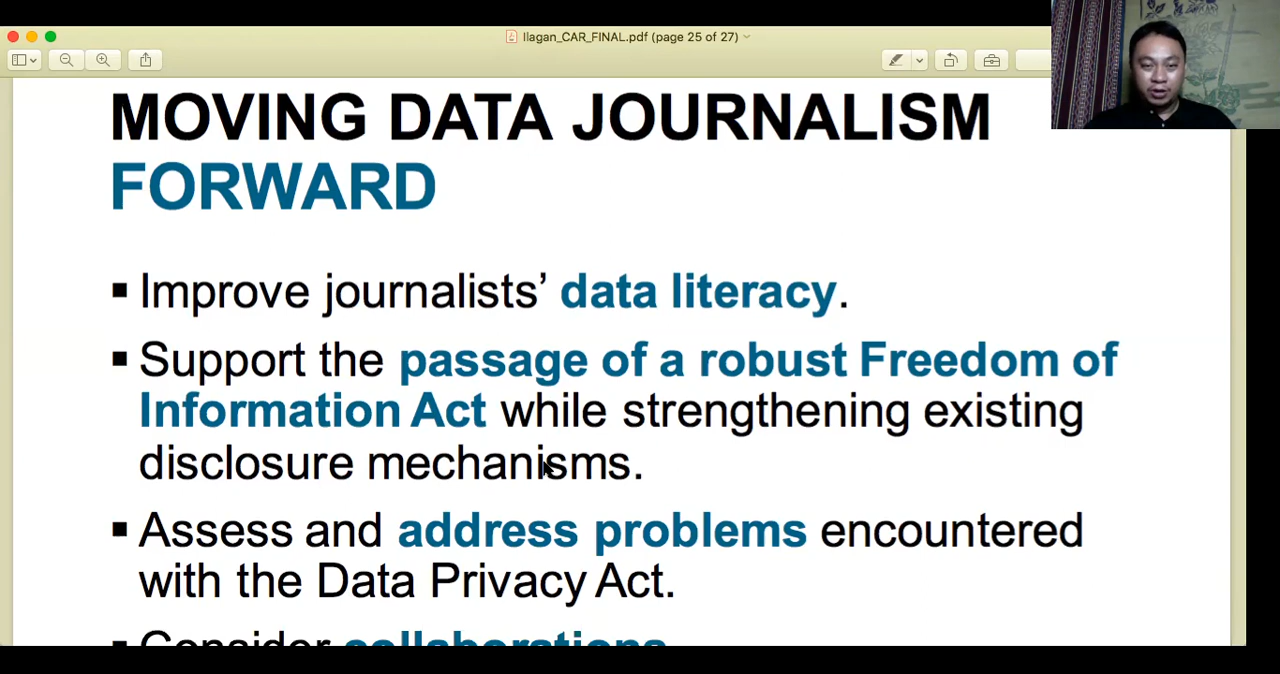 Ilagan_CAR_FINAL.pdf (page 25 of 27)
MOVING DATA JOURNALISM
FORWARD
▪ Improve journalists’ data literacy.
▪ Support the passage of a robust Freedom of
Information Act while strengthening existing
disclosure mechanisms.
▪ Assess and address problems encountered
with the Data Privacy Act.
▪ Consider collaborations